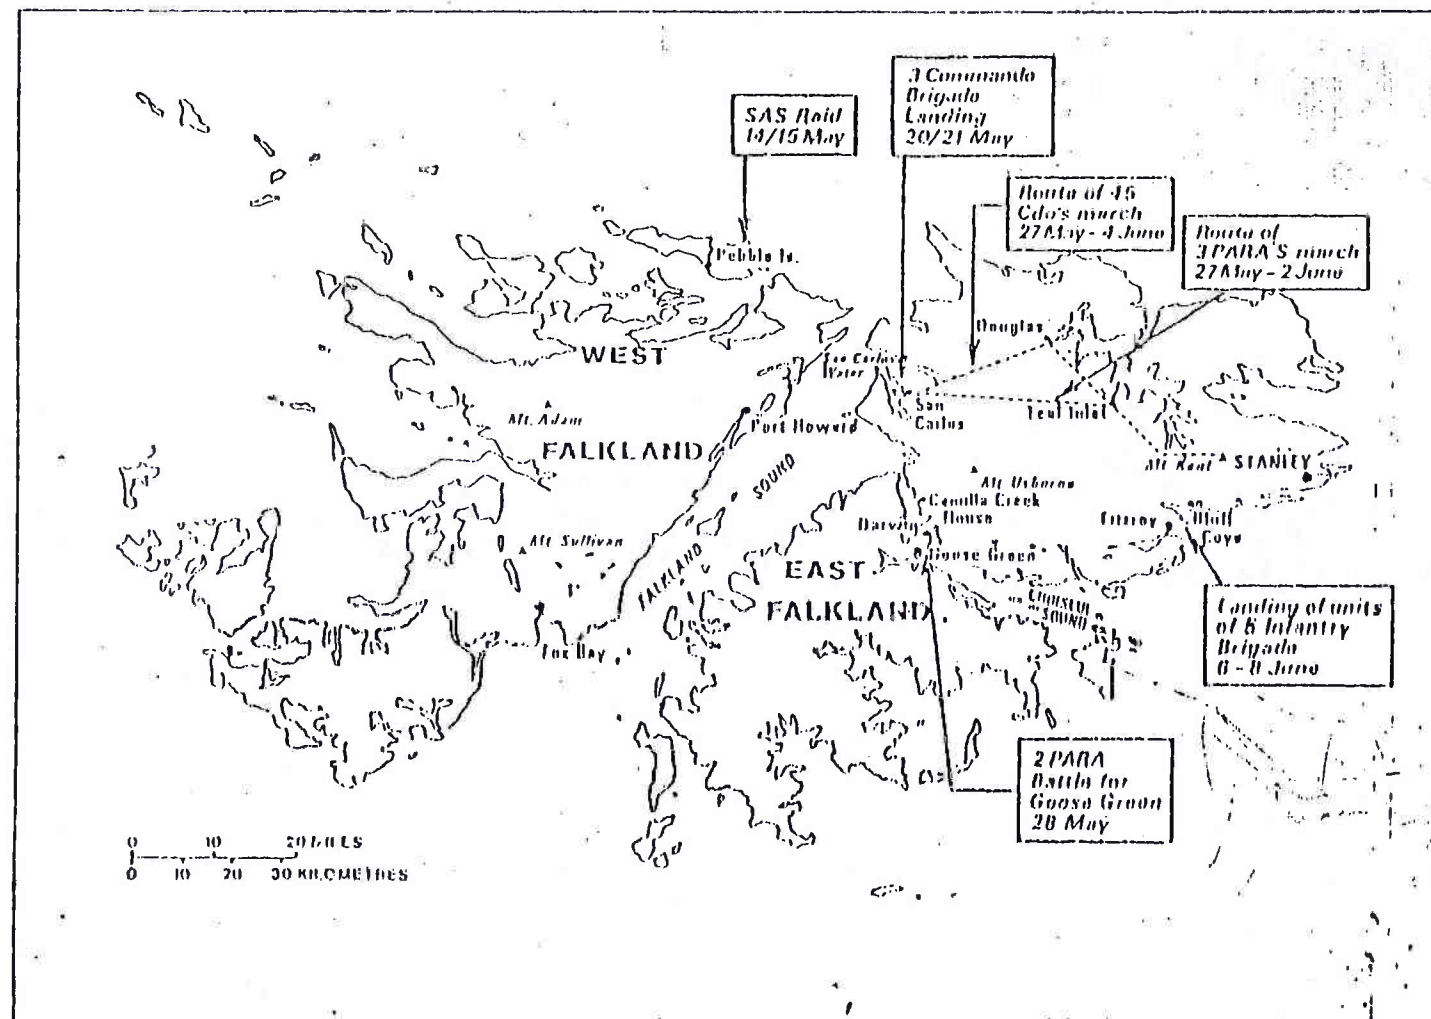 SAS Raid
14/15 May
3 Commando
Brigade
Landing
20/21 May
Route of 45
Cdo's march
27 May - 4 June
Route of
3 PARA'S march
27 May - 2 June
Pebble Is.
Douglas
WEST
San Carlos
Water
San
Carlos
Teal Inlet
Mt. Adam
Port Howard
FALKLAND
Mt. Kent
STANLEY
SOUND
Mt. Usborne
Camilla Creek
House
Darwin
Fitzroy
Bluff
Cove
Mt. Sullivan
Goose Green
EAST
FALKLAND
FALKLAND
CHOISEUL
SOUND
Fox Bay
Landing of units
of 5 Infantry
Brigade
6 - 8 June
2 PARA
Battle for
Goose Green
28 May
0 10 20 MILES
0 10 20 30 KILOMETRES